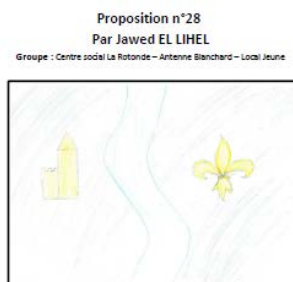 Proposition n°28
Par Jawed EL LIHEL
Groupe : Centre social La Rotonde – Antenne Blanchard – Local Jeune